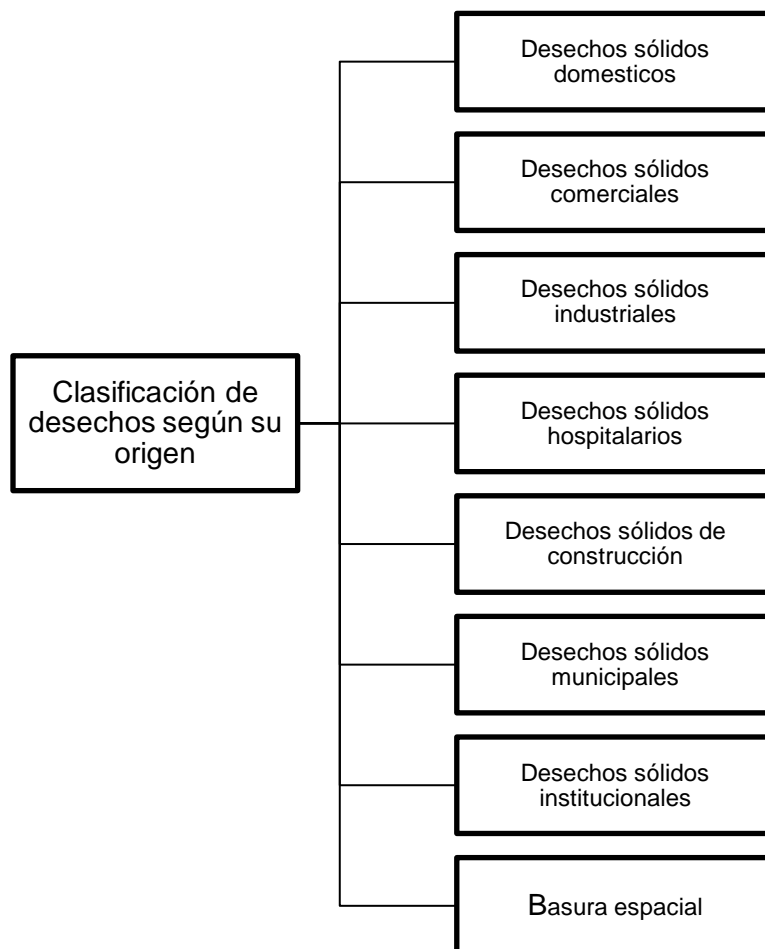 Clasificación de
desechos según su
origen
Desechos sólidos
domesticos
Desechos sólidos
comerciales
Desechos sólidos
industriales
Desechos sólidos
hospitalarios
Desechos sólidos de
construcción
Desechos sólidos
municipales
Desechos sólidos
institucionales
Basura espacial